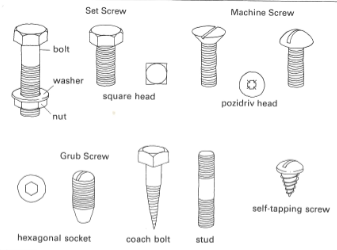 Set Screw
Machine Screw
bolt
washer
nut
square head
pozidriv head
Grub Screw
hexagonal socket
coach bolt
stud
self-tapping screw